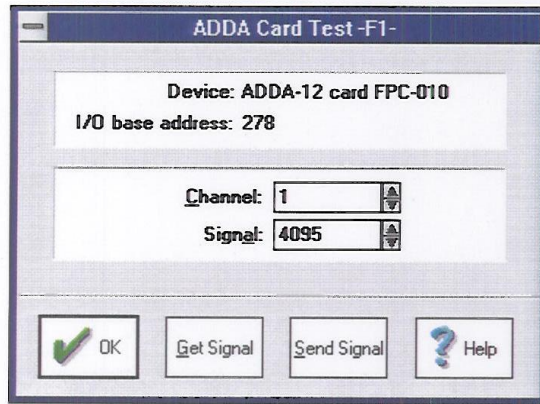 ADDA Card Test -F1-
Device: ADDA-12 card FPC-010
I/O base address: 278
Channel: 1
Signal: 4095
OK Get Signal Send Signal Help